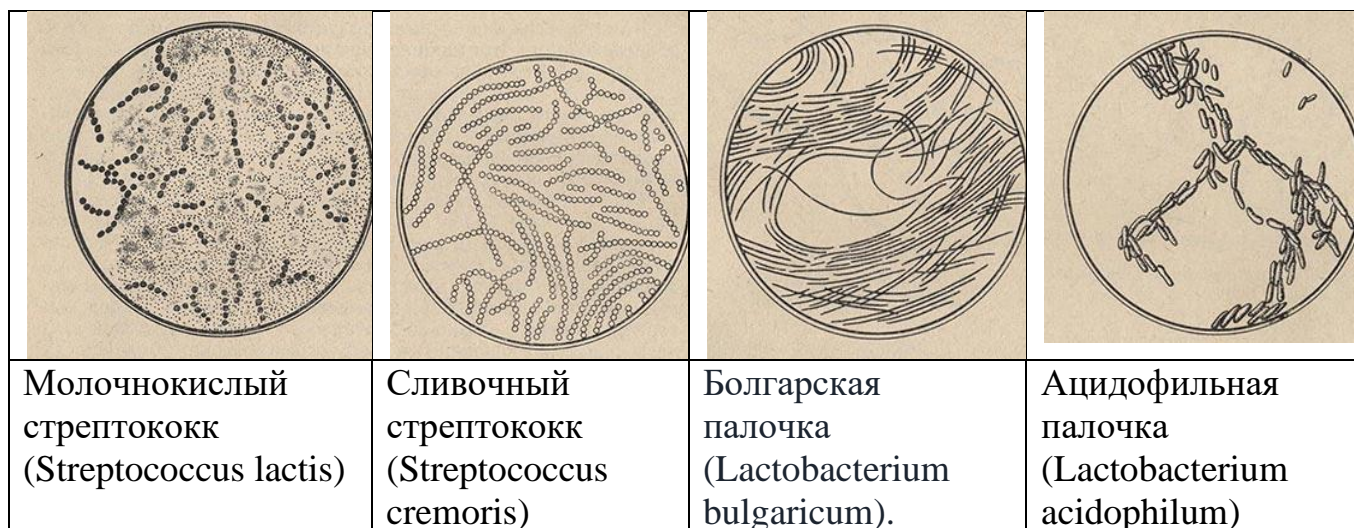 Молочнокислый
стрептококк
(Streptococcus lactis)
Сливочный
стрептококк
(Streptococcus
cremoris)
Болгарская
палочка
(Lactobacterium
bulgaricum).
Ацидофильная
палочка
(Lactobacterium
acidophilum)